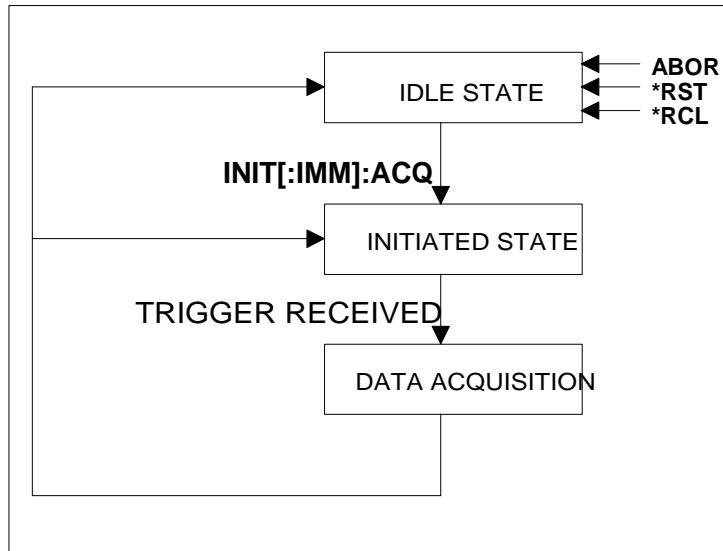 ABOR
IDLE STATE
*RST
*RCL
INIT[:IMM]:ACQ
INITIATED STATE
TRIGGER RECEIVED
DATA ACQUISITION